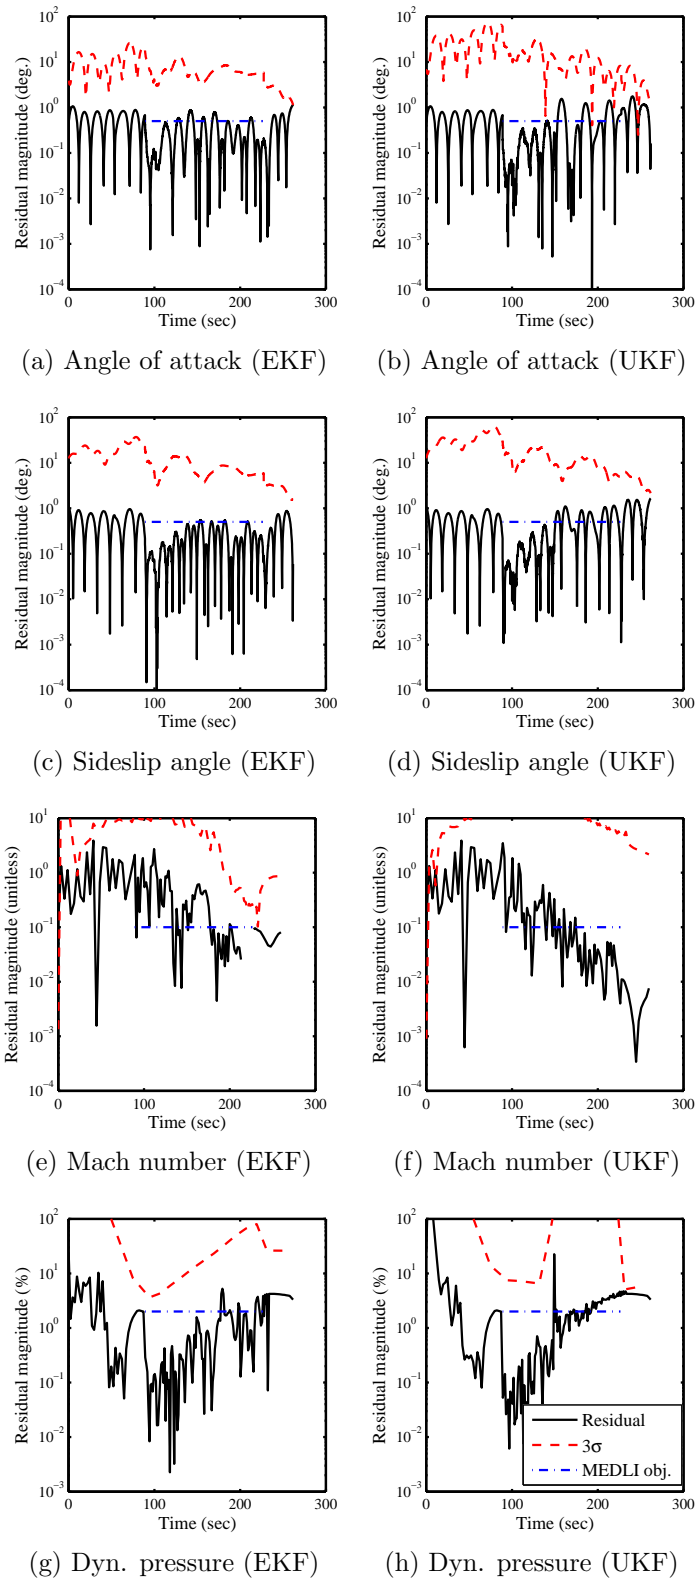 10^2
10^1
10^0
10^-1
10^-2
10^-3
10^-4
Residual magnitude (deg.)
0 100 200 300
Time (sec)
(a) Angle of attack (EKF)
10^2
10^1
10^0
10^-1
10^-2
10^-3
10^-4
Residual magnitude (deg.)
0 100 200 300
Time (sec)
(b) Angle of attack (UKF)
10^2
10^1
10^0
10^-1
10^-2
10^-3
10^-4
Residual magnitude (deg.)
0 100 200 300
Time (sec)
(c) Sideslip angle (EKF)
10^2
10^1
10^0
10^-1
10^-2
10^-3
10^-4
Residual magnitude (deg.)
0 100 200 300
Time (sec)
(d) Sideslip angle (UKF)
10^1
10^0
10^-1
10^-2
10^-3
10^-4
Residual magnitude (unitless)
0 100 200 300
Time (sec)
(e) Mach number (EKF)
10^1
10^0
10^-1
10^-2
10^-3
10^-4
Residual magnitude (unitless)
0 100 200 300
Time (sec)
(f) Mach number (UKF)
10^2
10^1
10^0
10^-1
10^-2
10^-3
Residual magnitude (%)
0 100 200 300
Time (sec)
(g) Dyn. pressure (EKF)
10^2
10^1
10^0
10^-1
10^-2
10^-3
Residual magnitude (%)
Residual
3σ
MEDLI obj.
0 100 200 300
Time (sec)
(h) Dyn. pressure (UKF)